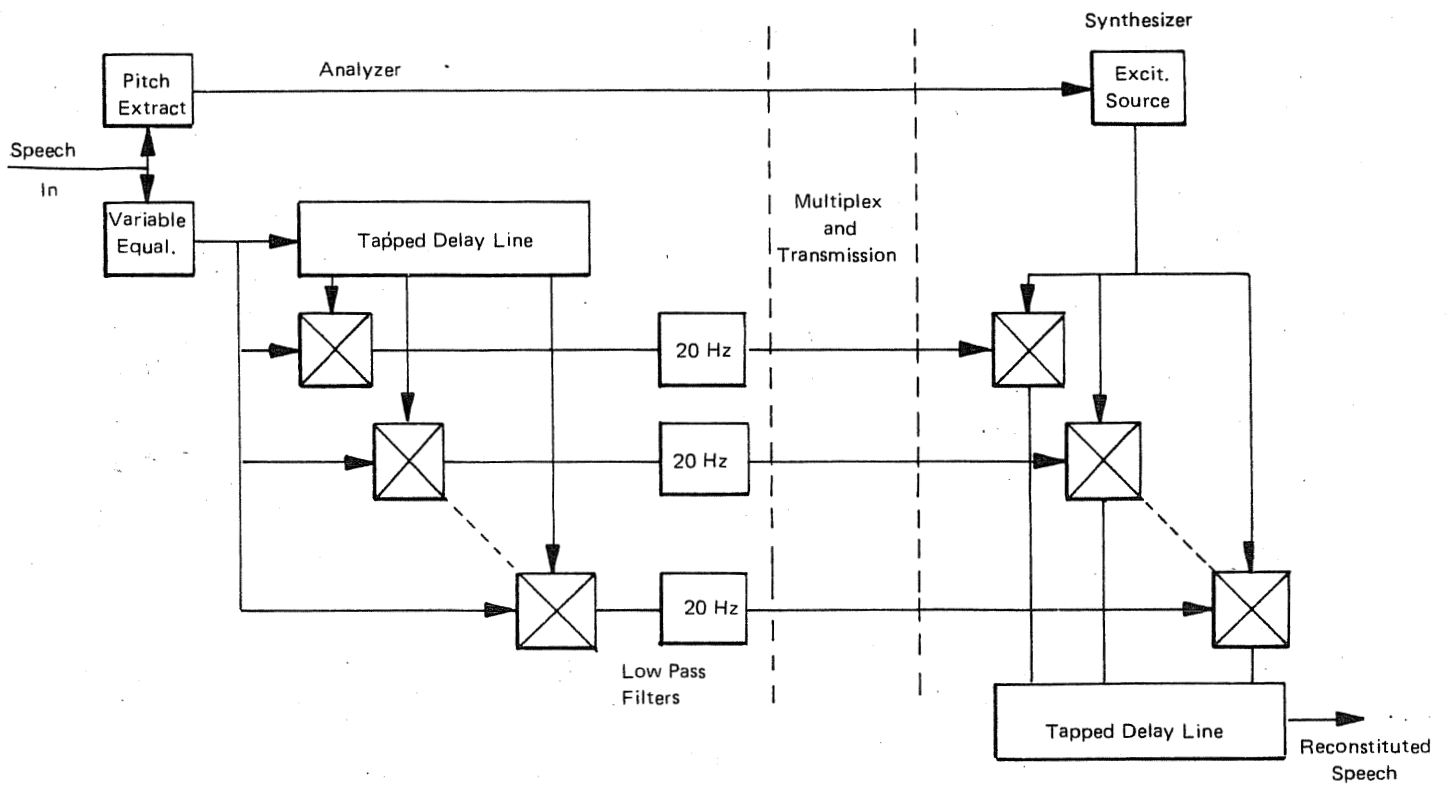 Synthesizer
Analyzer
Pitch
Extract
Excit.
Source
Speech
In
Variable
Equal.
Tapped Delay Line
Multiplex
and
Transmission
20 Hz
20 Hz
20 Hz
Low Pass
Filters
Tapped Delay Line
Reconstituted
Speech